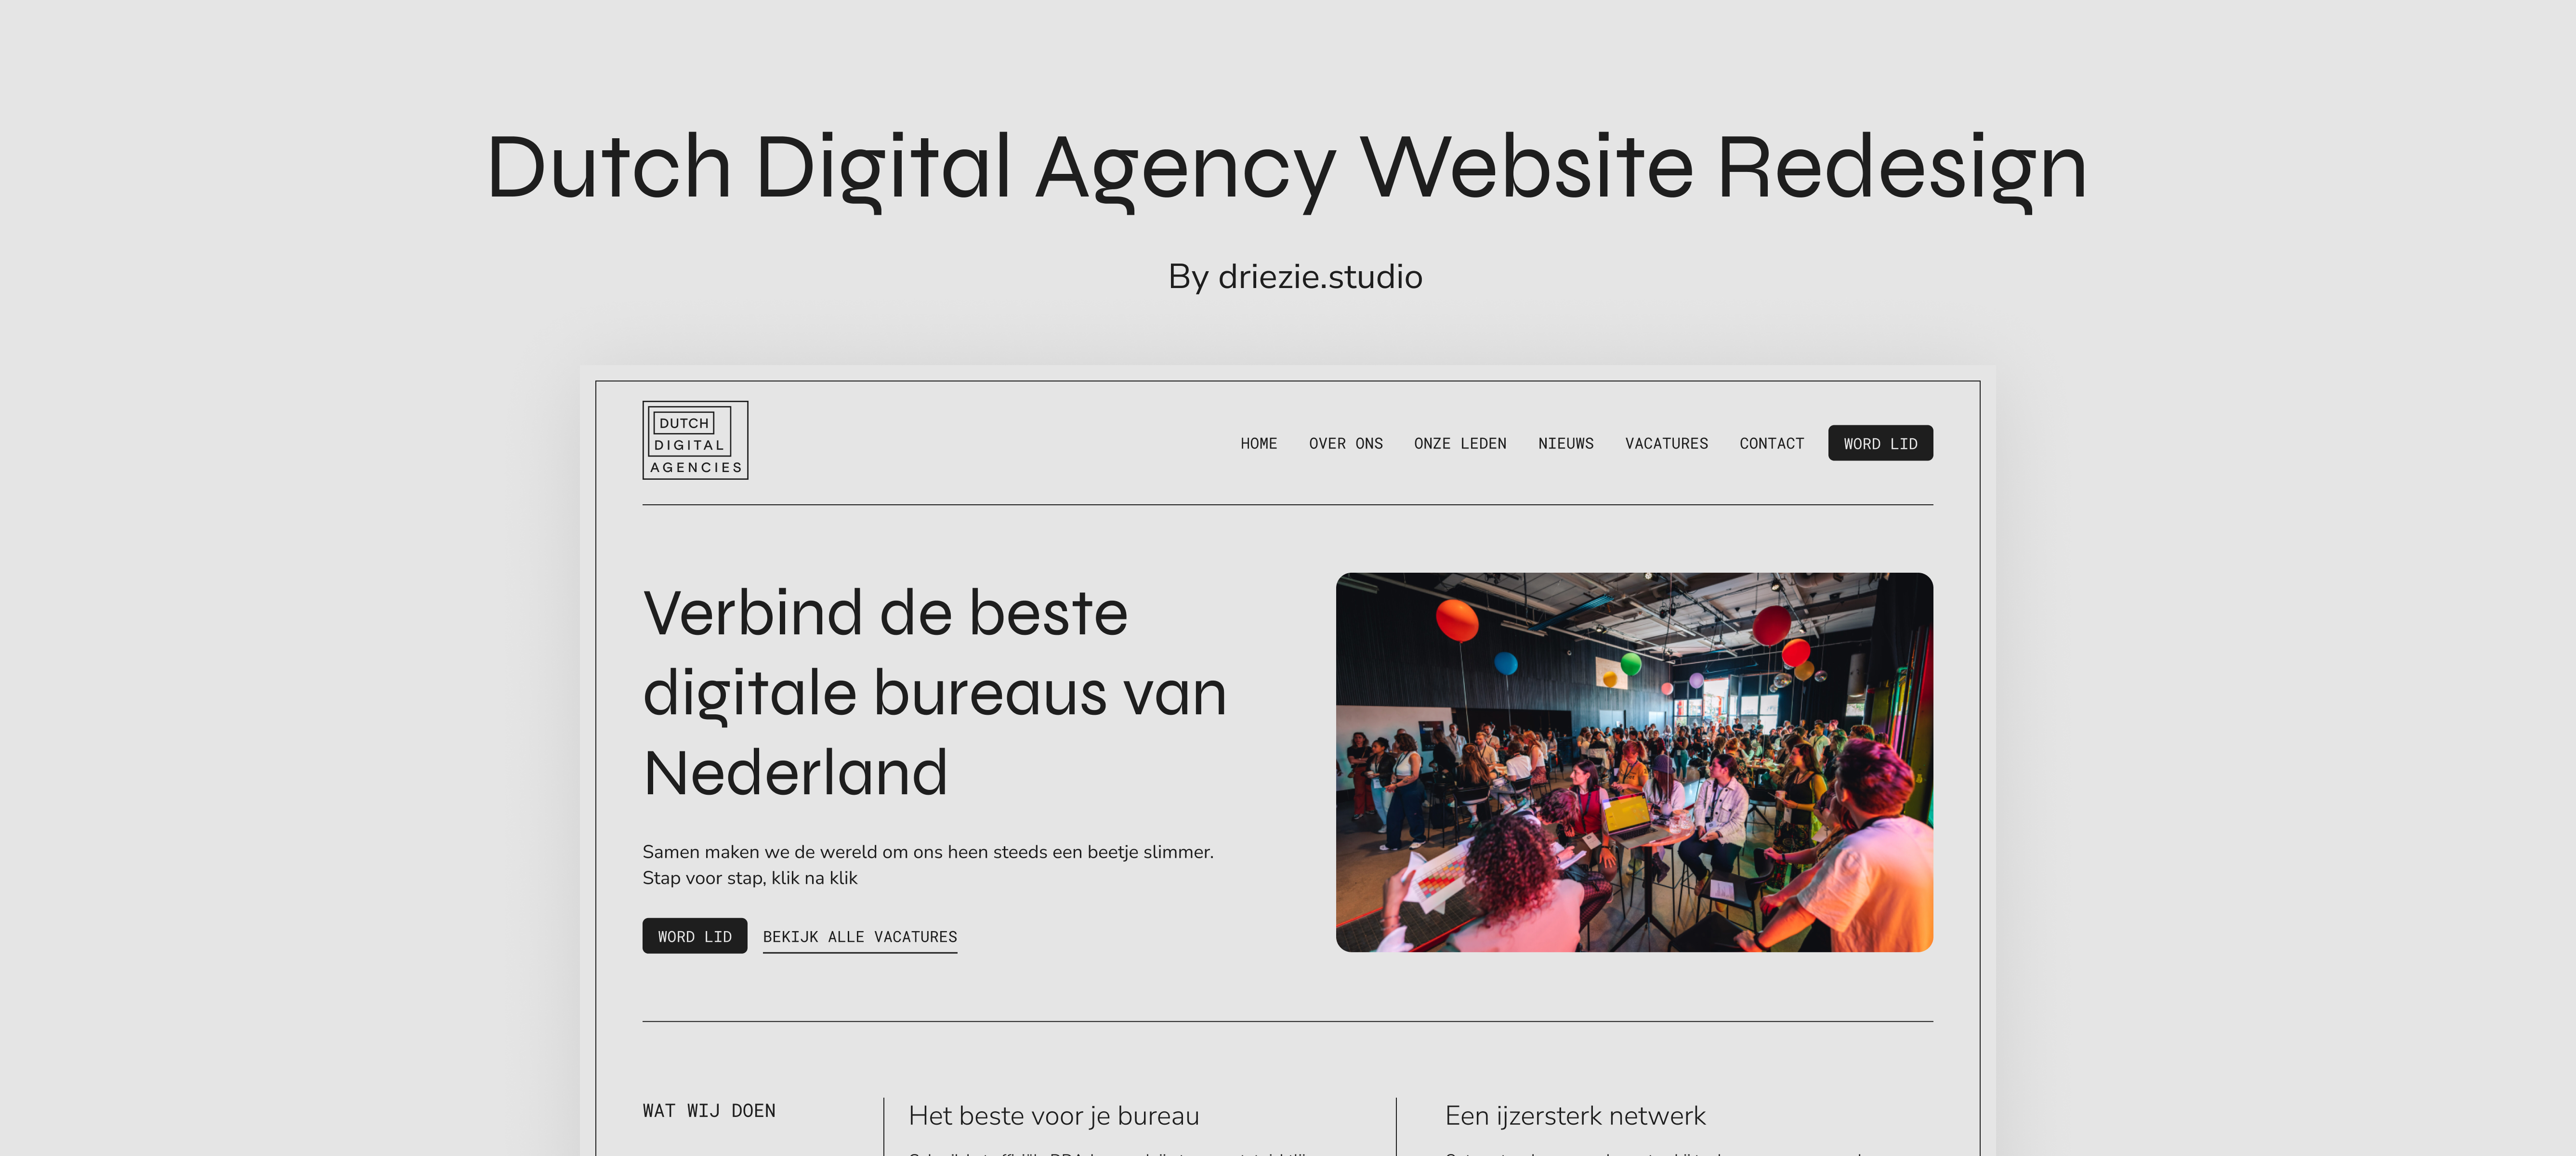 Dutch Digital Agency Website Redesign
By driezie.studio
DUTCH
DIGITAL
AGENCIES
HOME OVER ONS ONZE LEDEN NIEUWS VACATURES CONTACT WORD LID
Verbind de beste
digitale bureaus van
Nederland
Samen maken we de wereld om ons heen steeds een beetje slimmer.
Stap voor stap, klik na klik
WORD LID BEKIJK ALLE VACATURES
WAT WIJ DOEN
Het beste voor je bureau
Een ijzersterk netwerk